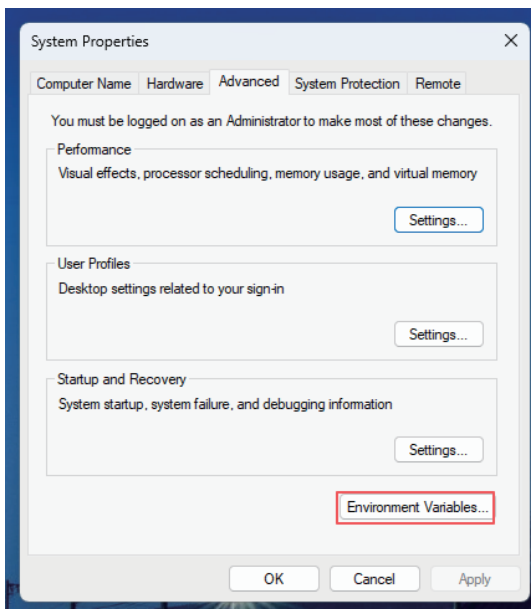 System Properties
Computer Name Hardware Advanced System Protection Remote
You must be logged on as an Administrator to make most of these changes.
Performance
Visual effects, processor scheduling, memory usage, and virtual memory
Settings...
User Profiles
Desktop settings related to your sign-in
Settings...
Startup and Recovery
System startup, system failure, and debugging information
Settings...
Environment Variables...
OK Cancel Apply